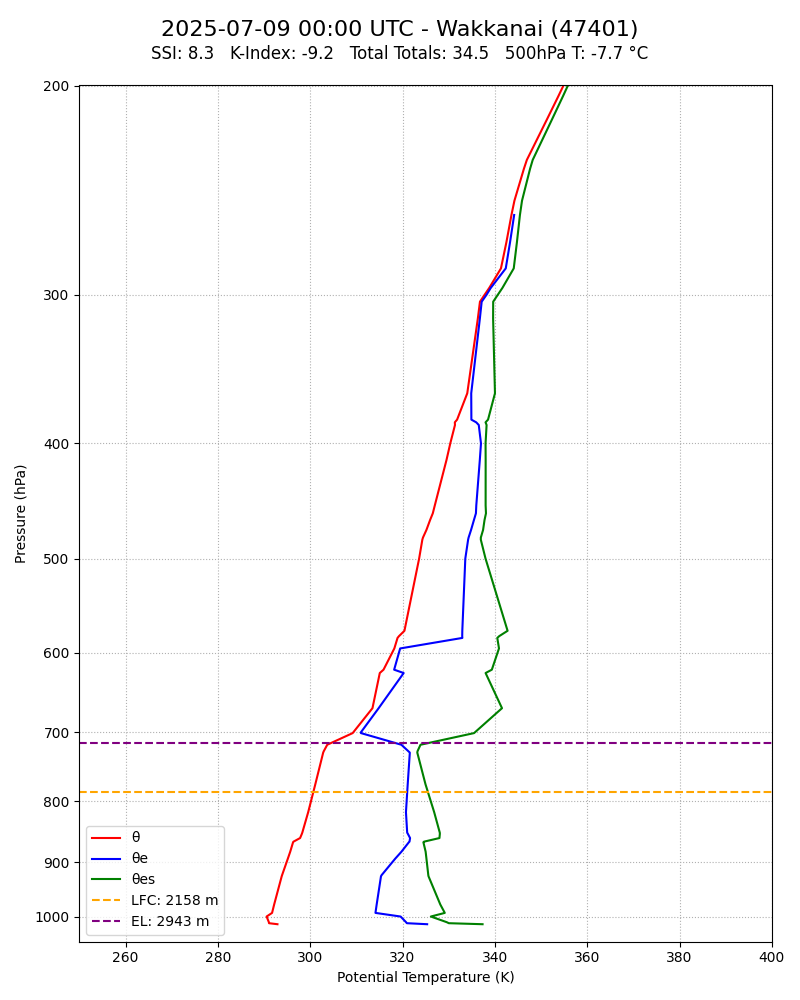 2025-07-09 00:00 UTC - Wakkanai (47401)
SSI: 8.3   K-Index: -9.2   Total Totals: 34.5   500hPa T: -7.7 °C
200
300
400
500
600
700
800
900
1000
Pressure (hPa)
θ
θe
θes
LFC: 2158 m
EL: 2943 m
260 280 300 320 340 360 380 400
Potential Temperature (K)